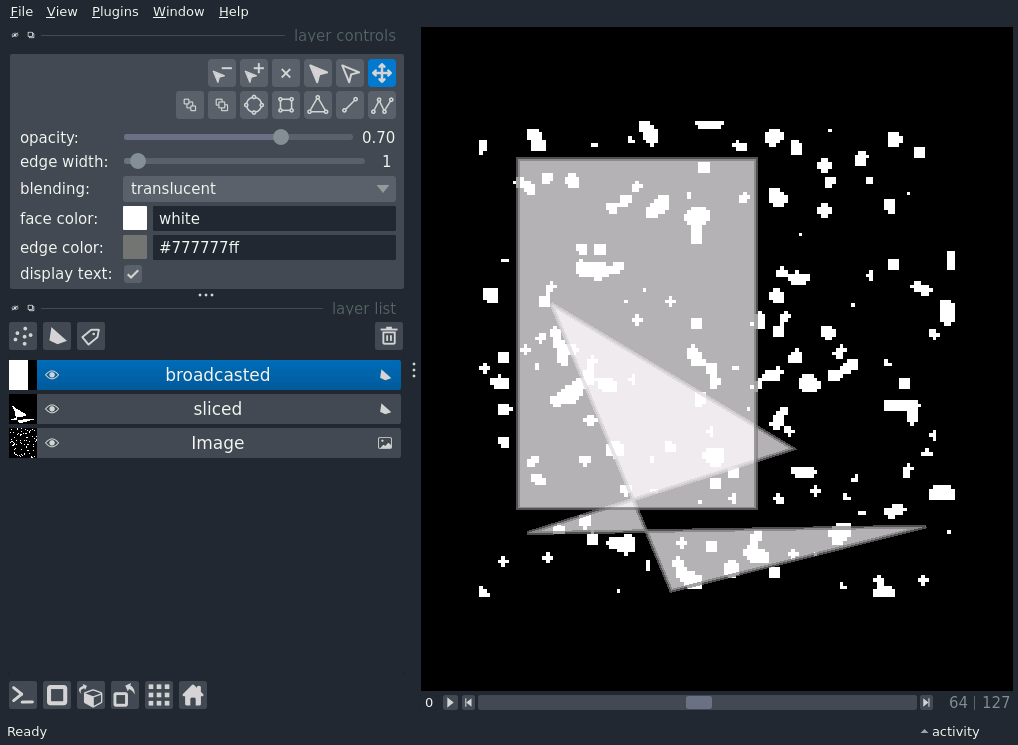 File View Plugins Window Help
layer controls
opacity: 0.70
edge width: 1
blending: translucent
face color: white
edge color: #777777ff
display text:
layer list
broadcasted
sliced
Image
0 64 | 127
Ready activity